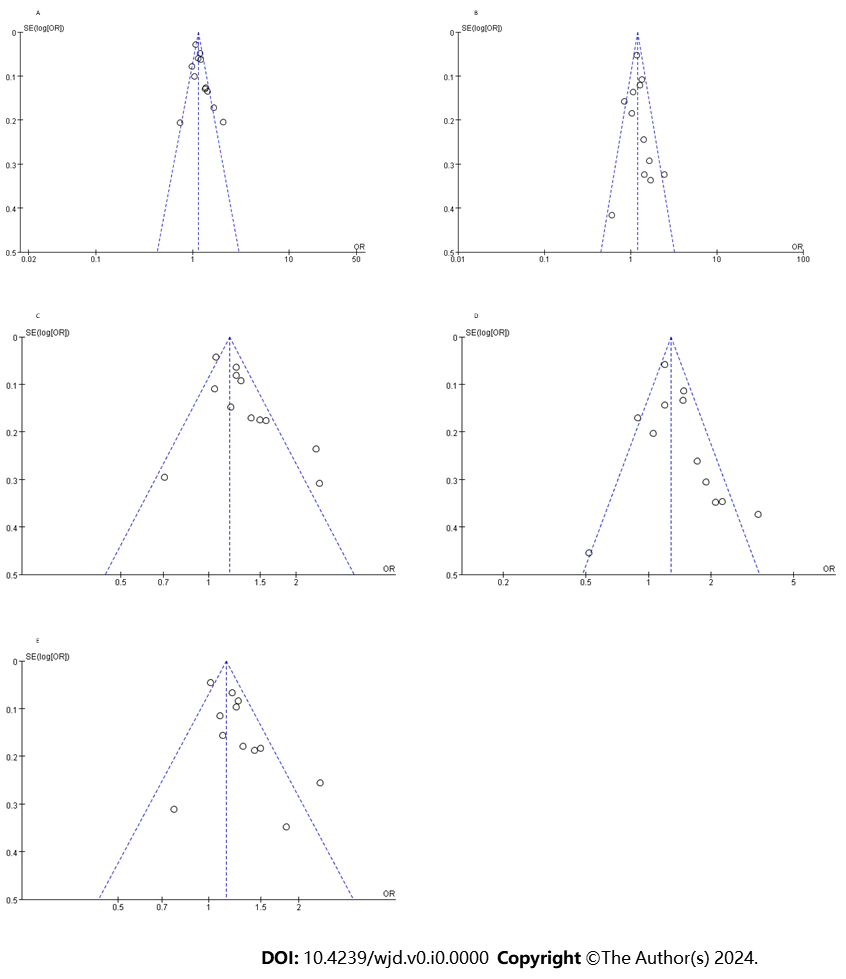 A
SE(log[OR])
0
0.1
0.2
0.3
0.4
0.5
OR
0.02 0.1 1 10 50
B
SE(log[OR])
0
0.1
0.2
0.3
0.4
0.5
OR
0.01 0.1 1 10 100
C
SE(log[OR])
0
0.1
0.2
0.3
0.4
0.5
OR
0.5 0.7 1 1.5 2
D
SE(log[OR])
0
0.1
0.2
0.3
0.4
0.5
OR
0.2 0.5 1 2 5
E
SE(log[OR])
0
0.1
0.2
0.3
0.4
0.5
OR
0.5 0.7 1 1.5 2
DOI: 10.4239/wjd.v0.i0.0000 Copyright ©The Author(s) 2024.